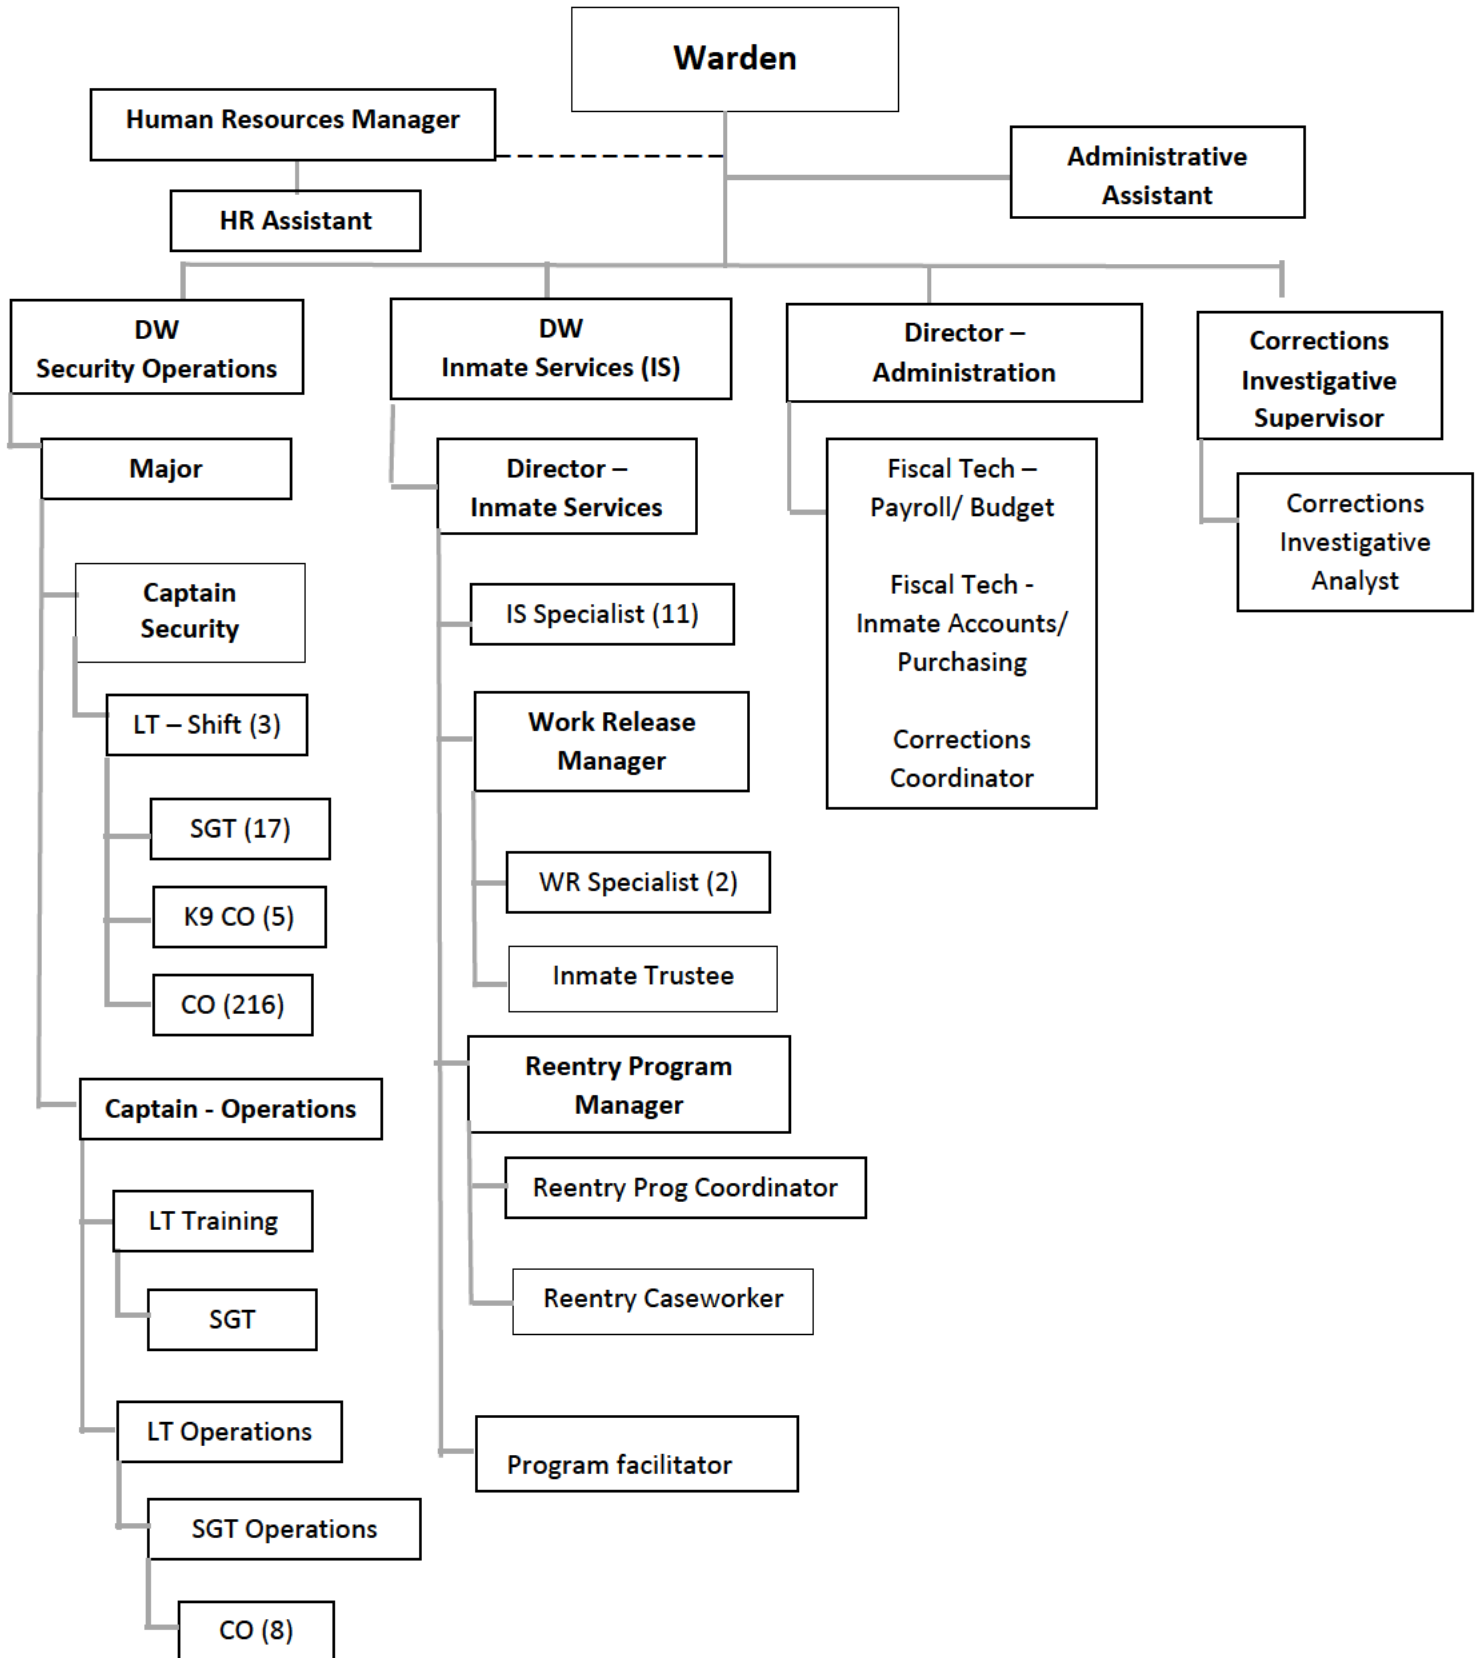 Warden
Human Resources Manager
HR Assistant
Administrative
Assistant
DW
Security Operations
Major
Captain
Security
LT – Shift (3)
SGT (17)
K9 CO (5)
CO (216)
Captain - Operations
LT Training
SGT
LT Operations
SGT Operations
CO (8)
DW
Inmate Services (IS)
Director –
Inmate Services
IS Specialist (11)
Work Release
Manager
WR Specialist (2)
Inmate Trustee
Reentry Program
Manager
Reentry Prog Coordinator
Reentry Caseworker
Program facilitator
Director –
Administration
Fiscal Tech –
Payroll/ Budget
Fiscal Tech -
Inmate Accounts/
Purchasing
Corrections
Coordinator
Corrections
Investigative
Supervisor
Corrections
Investigative
Analyst